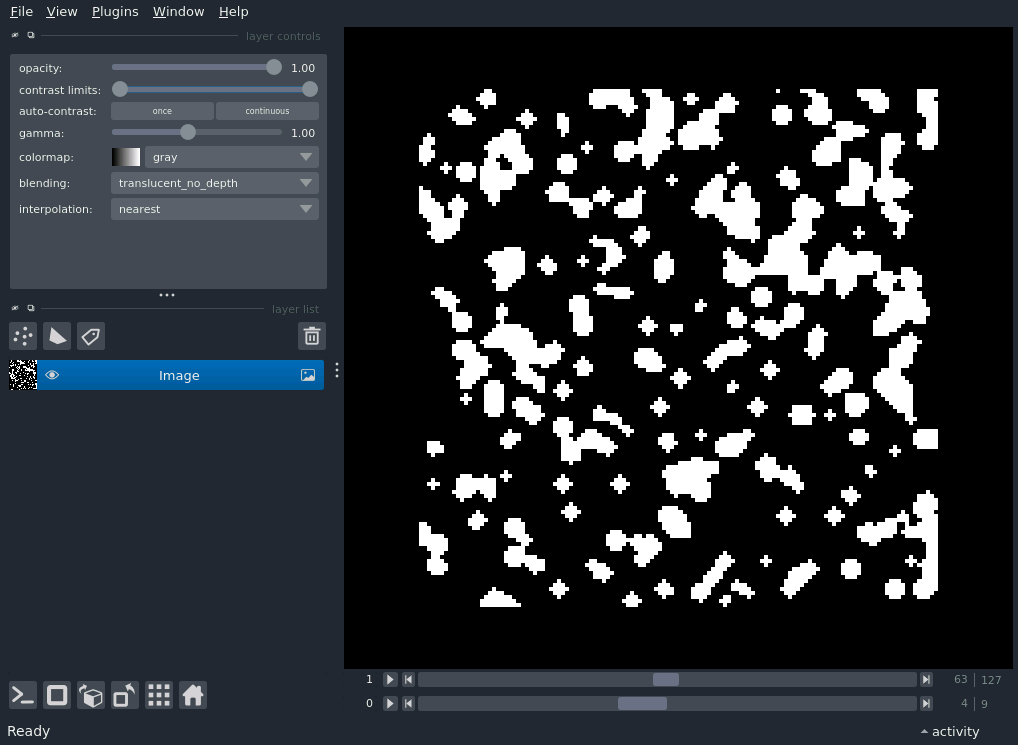 File View Plugins Window Help
layer controls
opacity: 1.00
contrast limits:
auto-contrast: once continuous
gamma: 1.00
colormap: gray
blending: translucent_no_depth
interpolation: nearest
layer list
Image
1 63 127
0 4 9
Ready activity